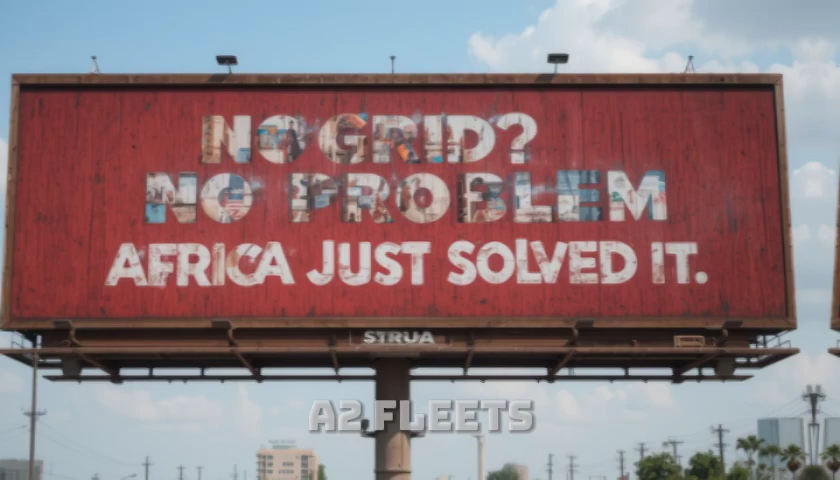 NO GRID?
NO PROBLEM
AFRICA JUST SOLVED IT.
STRUA
A2 FLEETS